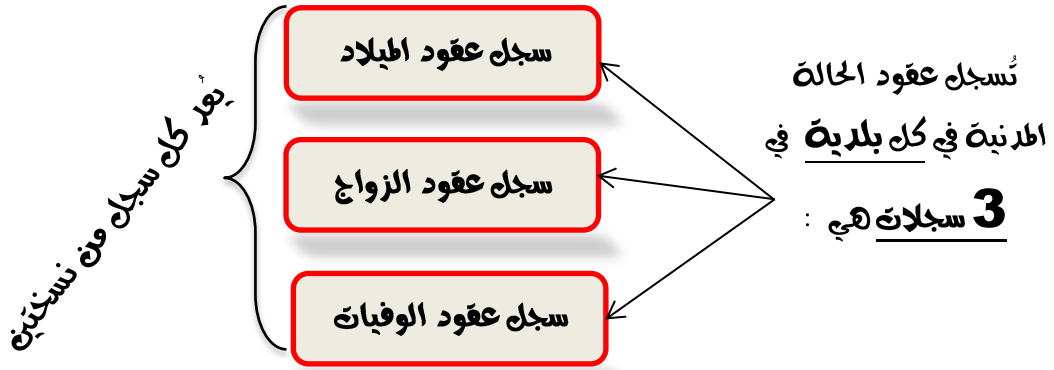 تُسجل عقود الحالة
المدنية في كل بلدية في
3 سجلات هي :
سجل عقود الميلاد
سجل عقود الزواج
سجل عقود الوفيات
يُعد كل سجل من نسختين